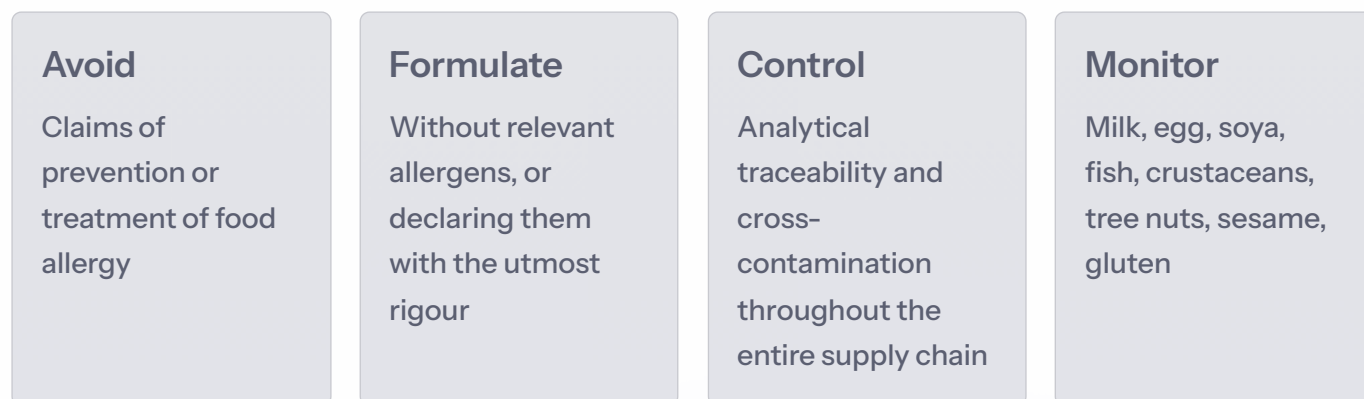 Avoid
Claims of
prevention or
treatment of food
allergy
Formulate
Without relevant
allergens, or
declaring them
with the utmost
rigour
Control
Analytical
traceability and
cross-
contamination
throughout the
entire supply chain
Monitor
Milk, egg, soya,
fish, crustaceans,
tree nuts, sesame,
gluten